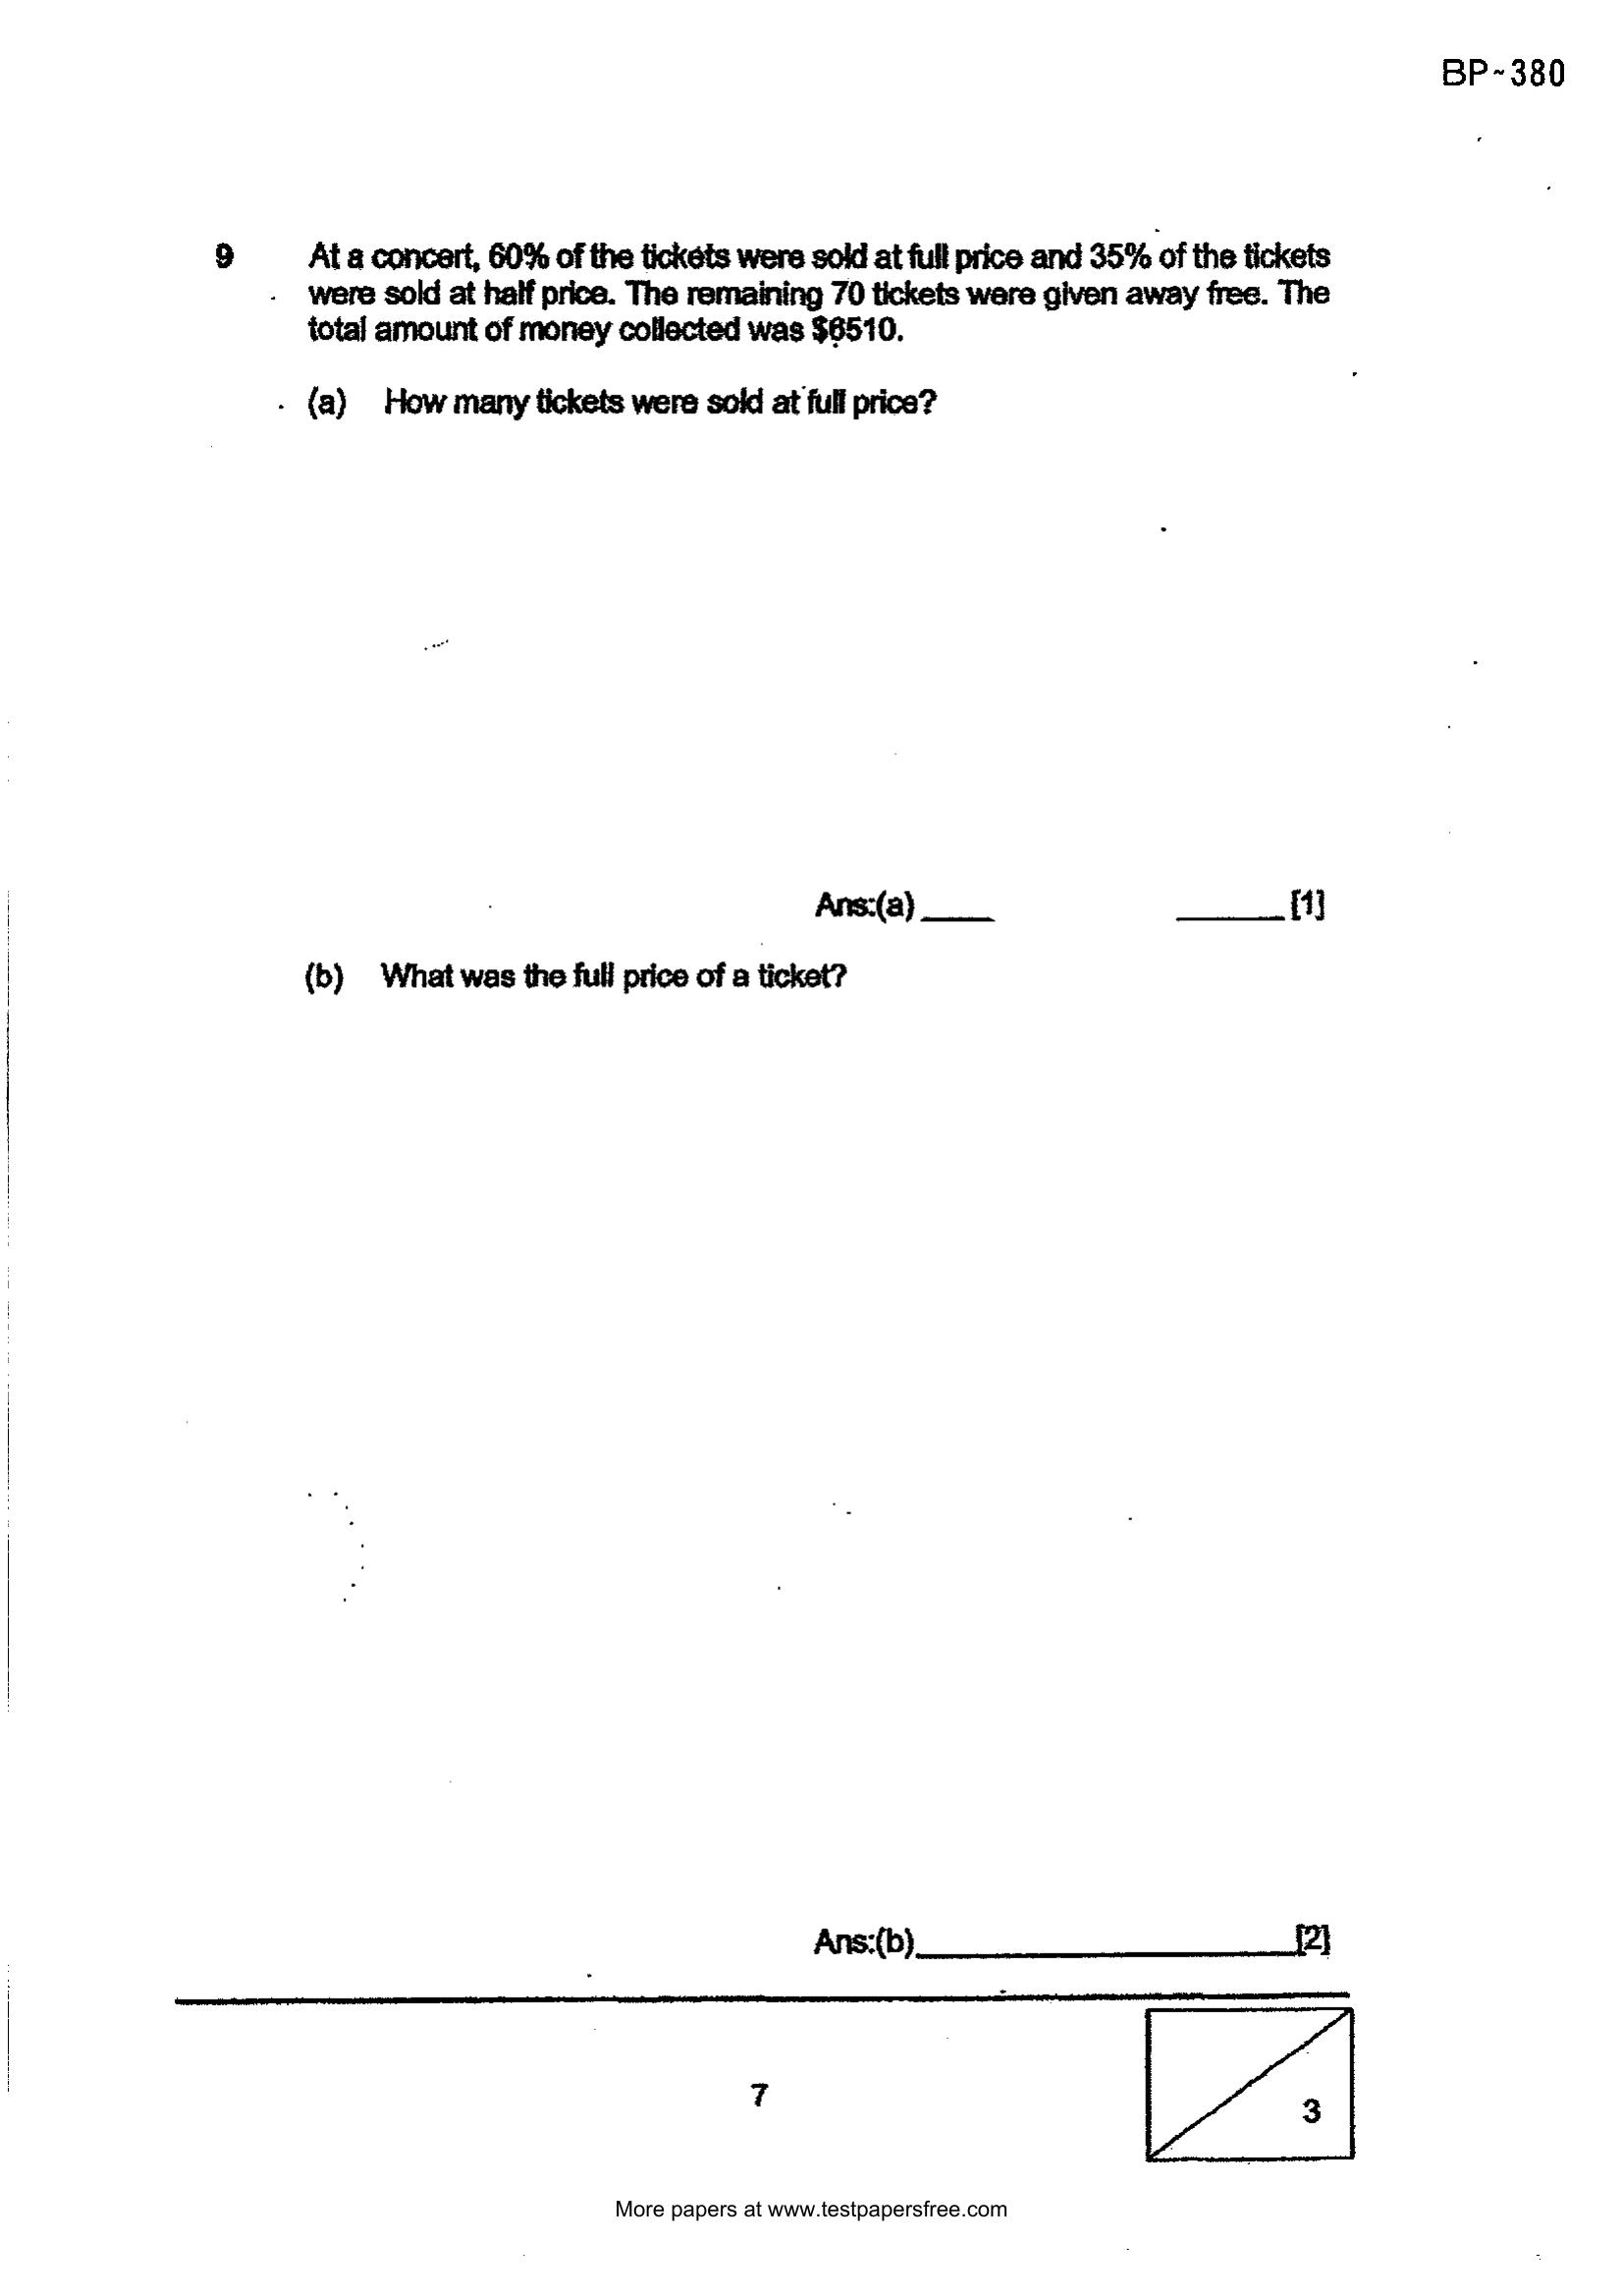 BP~380
9 At a concert, 60% of the tickets were sold at full price and 35% of the tickets
were sold at half price. The remaining 70 tickets were given away free. The
total amount of money collected was $6510.
(a) How many tickets were sold at full price?
Ans:(a)____ ______[1]
(b) What was the full price of a ticket?
Ans:(b)______________________[2]
7
3
More papers at www.testpapersfree.com